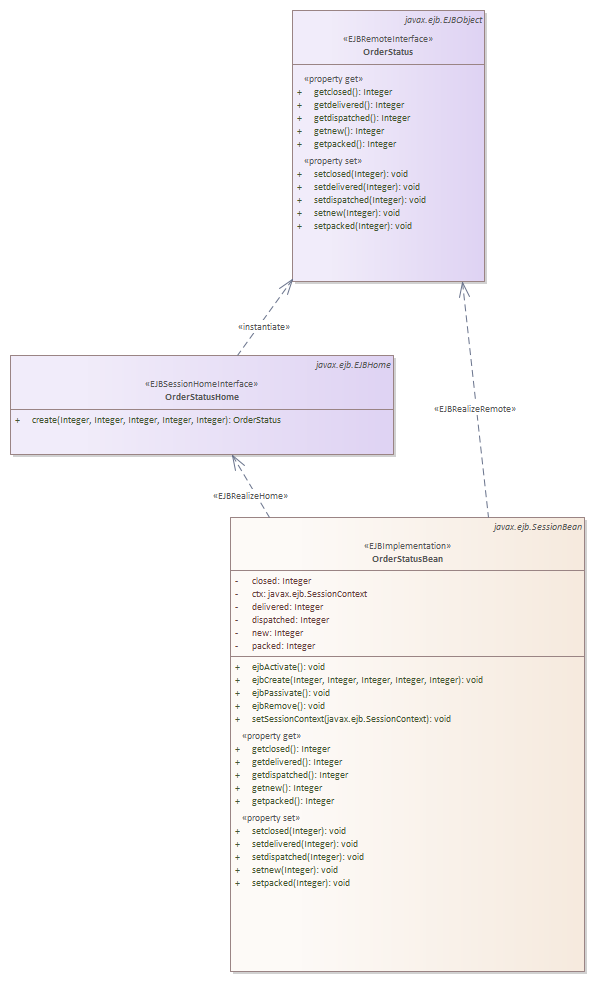 javax.ejb.EJBObject
«EJBRemoteInterface»
OrderStatus
«property get»
+ getclosed(): Integer
+ getdelivered(): Integer
+ getdispatched(): Integer
+ getnew(): Integer
+ getpacked(): Integer
«property set»
+ setclosed(Integer): void
+ setdelivered(Integer): void
+ setdispatched(Integer): void
+ setnew(Integer): void
+ setpacked(Integer): void
«instantiate»
javax.ejb.EJBHome
«EJBSessionHomeInterface»
OrderStatusHome
+ create(Integer, Integer, Integer, Integer, Integer): OrderStatus
«EJBRealizeRemote»
«EJBRealizeHome»
javax.ejb.SessionBean
«EJBImplementation»
OrderStatusBean
- closed: Integer
- ctx: javax.ejb.SessionContext
- delivered: Integer
- dispatched: Integer
- new: Integer
- packed: Integer
+ ejbActivate(): void
+ ejbCreate(Integer, Integer, Integer, Integer, Integer): void
+ ejbPassivate(): void
+ ejbRemove(): void
+ setSessionContext(javax.ejb.SessionContext): void
«property get»
+ getclosed(): Integer
+ getdelivered(): Integer
+ getdispatched(): Integer
+ getnew(): Integer
+ getpacked(): Integer
«property set»
+ setclosed(Integer): void
+ setdelivered(Integer): void
+ setdispatched(Integer): void
+ setnew(Integer): void
+ setpacked(Integer): void